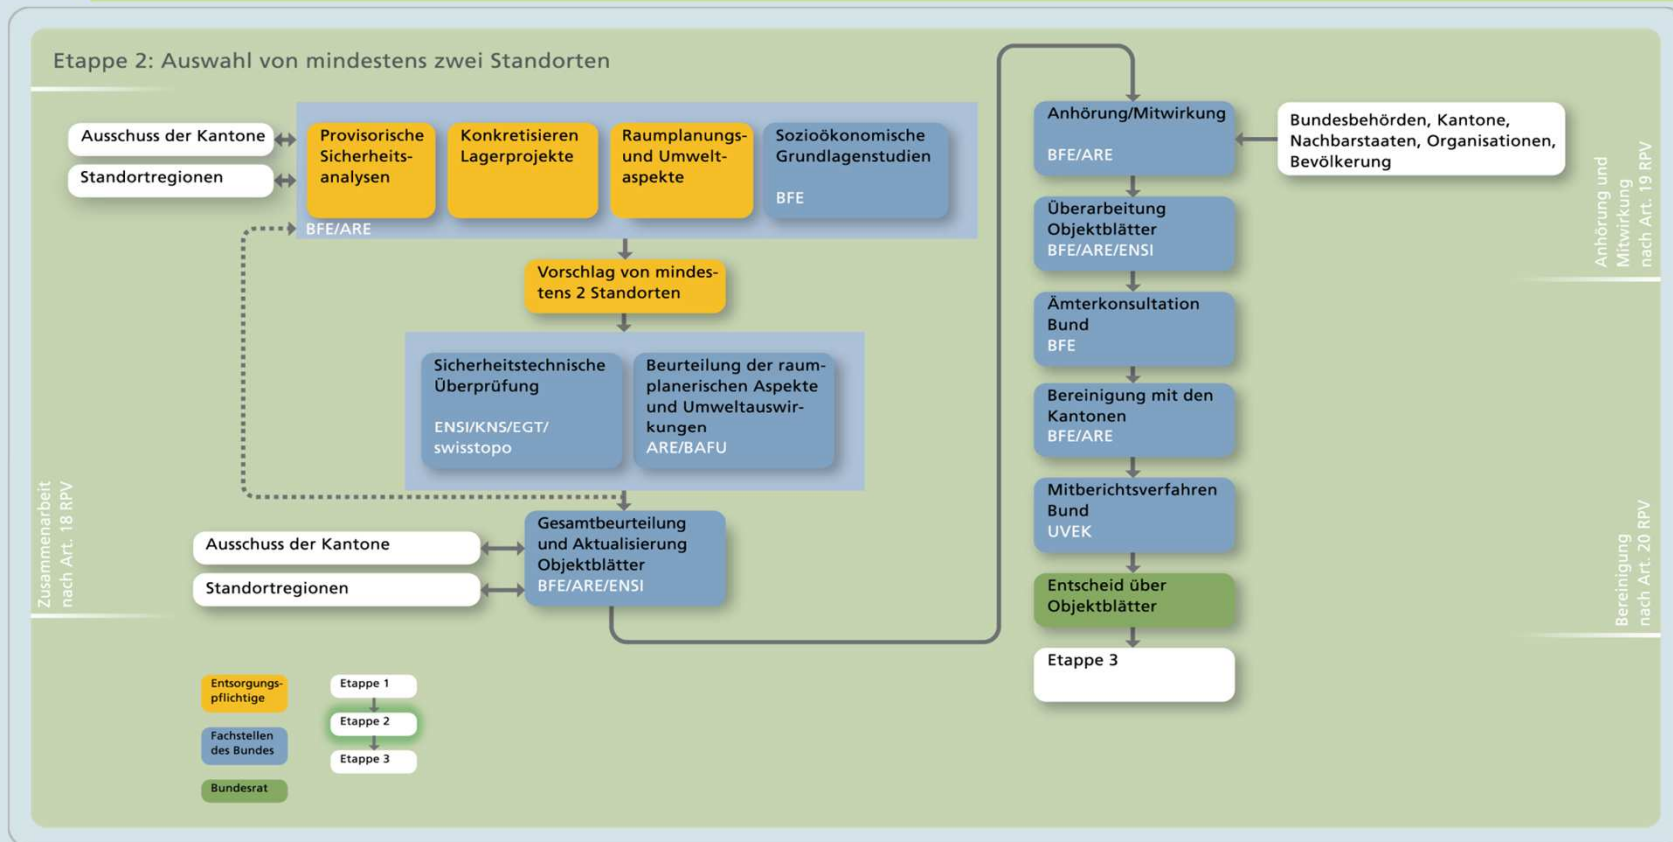 Etappe 2: Auswahl von mindestens zwei Standorten
Ausschuss der Kantone
Standortregionen
Provisorische
Sicherheits-
analysen
Konkretisieren
Lagerprojekte
Raumplanungs-
und Umwelt-
aspekte
Sozioökonomische
Grundlagenstudien
BFE
BFE/ARE
Vorschlag von mindes-
tens 2 Standorten
Sicherheitstechnische
Überprüfung
ENSI/KNS/EGT/
swisstopo
Beurteilung der raum-
planerischen Aspekte
und Umweltauswir-
kungen
ARE/BAFU
Zusammenarbeit
nach Art. 18 RPV
Ausschuss der Kantone
Standortregionen
Gesamtbeurteilung
und Aktualisierung
Objektblätter
BFE/ARE/ENSI
Anhörung/Mitwirkung
BFE/ARE
Bundesbehörden, Kantone,
Nachbarstaaten, Organisationen,
Bevölkerung
Anhörung und
Mitwirkung
nach Art. 19 RPV
Überarbeitung
Objektblätter
BFE/ARE/ENSI
Ämterkonsultation
Bund
BFE
Bereinigung mit den
Kantonen
BFE/ARE
Mitberichtsverfahren
Bund
UVEK
Bereinigung
nach Art. 20 RPV
Entscheid über
Objektblätter
Etappe 3
Entsorgungs-
pflichtige
Fachstellen
des Bundes
Bundesrat
Etappe 1
Etappe 2
Etappe 3